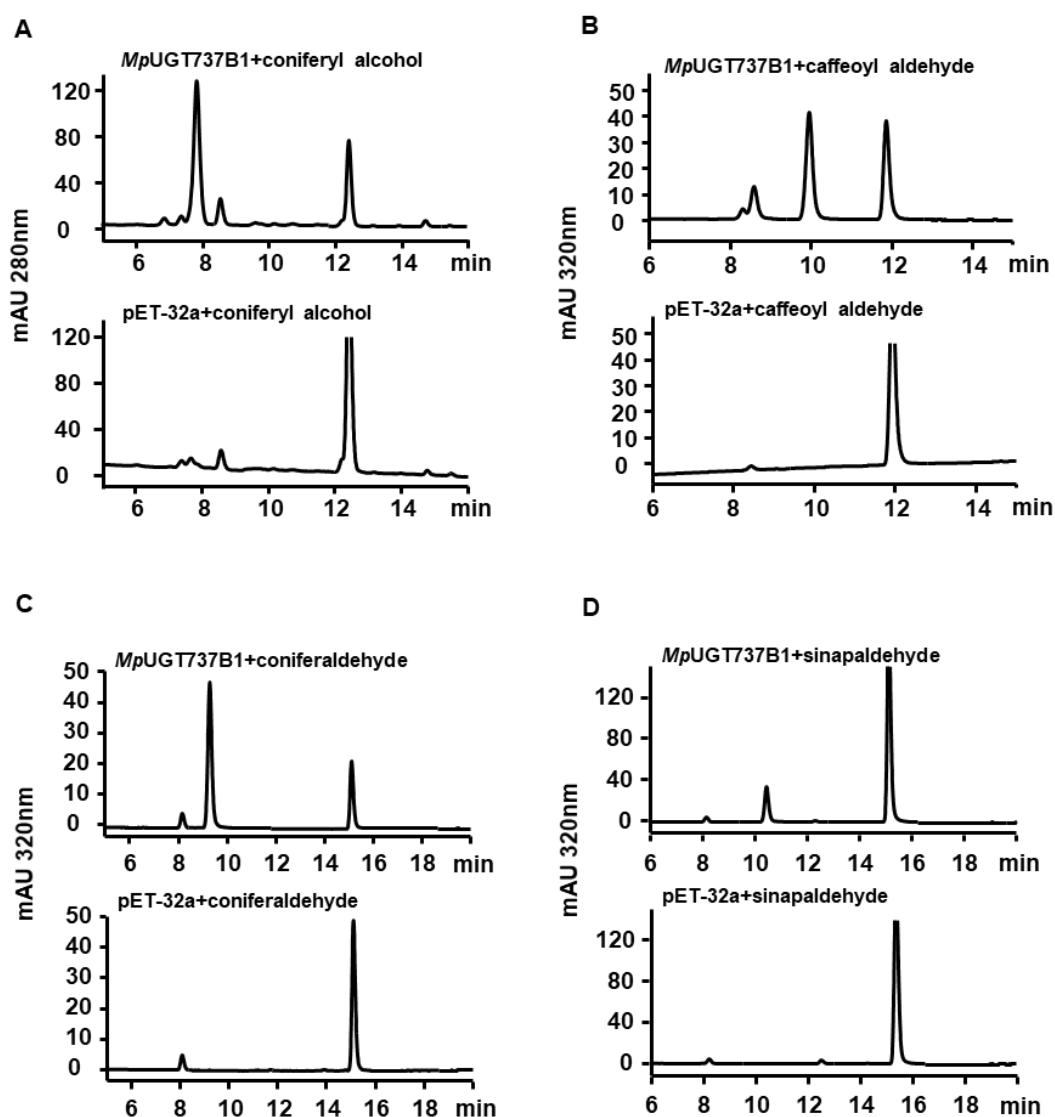 A
MpUGT737B1+coniferyl alcohol
120
80
40
0
6 8 10 12 14 min
pET-32a+coniferyl alcohol
120
80
40
0
6 8 10 12 14 min
mAU 280nm
B
MpUGT737B1+caffeoyl aldehyde
50
40
30
20
10
0
6 8 10 12 14 min
pET-32a+caffeoyl aldehyde
50
40
30
20
10
0
6 8 10 12 14 min
mAU 320nm
C
MpUGT737B1+coniferaldehyde
50
40
30
20
10
0
6 8 10 12 14 16 18 min
pET-32a+coniferaldehyde
50
40
30
20
10
0
6 8 10 12 14 16 18 min
mAU 320nm
D
MpUGT737B1+sinapaldehyde
120
80
40
0
6 8 10 12 14 16 18 min
pET-32a+sinapaldehyde
120
80
40
0
6 8 10 12 14 16 18 min
mAU 320nm